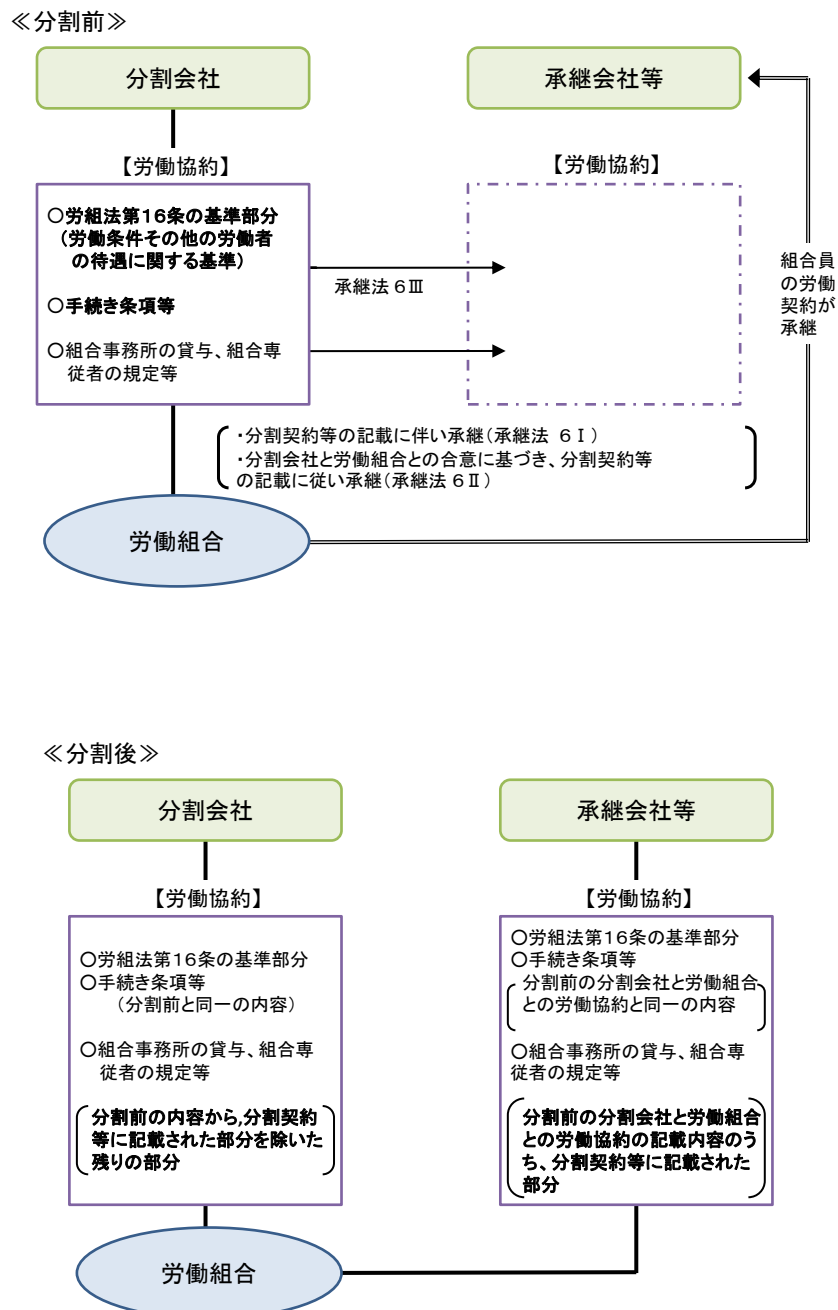 ≪分割前≫
分割会社
承継会社等
【労働協約】
【労働協約】
○労組法第16条の基準部分
（労働条件その他の労働者
の待遇に関する基準）
○手続き条項等
○組合事務所の貸与、組合専
従者の規定等
承継法６Ⅲ
組合員
の労働
契約が
承継
・分割契約等の記載に伴い承継（承継法 ６Ⅰ）
・分割会社と労働組合との合意に基づき、分割契約等
の記載に従い承継（承継法６Ⅱ）
労働組合
≪分割後≫
分割会社
承継会社等
【労働協約】
【労働協約】
○労組法第16条の基準部分
○手続き条項等
（分割前と同一の内容）
○組合事務所の貸与、組合専
従者の規定等
分割前の内容から,分割契約
等に記載された部分を除いた
残りの部分
○労組法第16条の基準部分
○手続き条項等
分割前の分割会社と労働組合
との労働協約と同一の内容
○組合事務所の貸与、組合専
従者の規定等
分割前の分割会社と労働組合
との労働協約の記載内容のう
ち、分割契約等に記載された
部分
労働組合